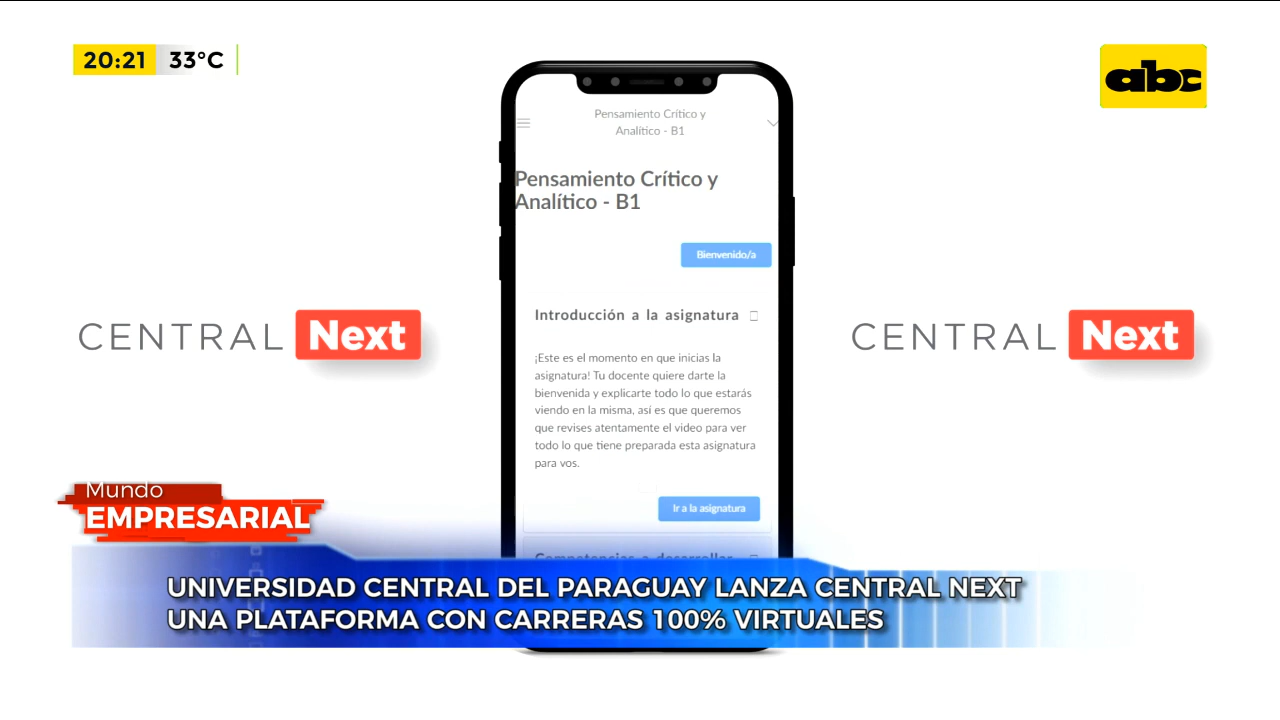 20:21 33°C
abc
Pensamiento Crítico y
Analítico - B1
Pensamiento Crítico y
Analítico - B1
Bienvenido/a
Introducción a la asignatura
CENTRAL Next
CENTRAL Next
¡Este es el momento en que inicias la
asignatura! Tu docente quiere darte la
bienvenida y explicarte todo lo que estarás
viendo en la misma, así es que queremos
que revises atentamente el video para ver
todo lo que tiene preparada esta asignatura
para vos.
Ir a la asignatura
Competencias a desarrollar
Mundo
EMPRESARIAL
UNIVERSIDAD CENTRAL DEL PARAGUAY LANZA CENTRAL NEXT
UNA PLATAFORMA CON CARRERAS 100% VIRTUALES